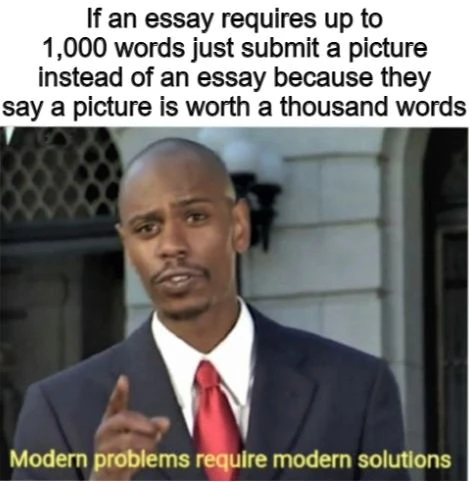 If an essay requires up to
1,000 words just submit a picture
instead of an essay because they
say a picture is worth a thousand words
Modern problems require modern solutions